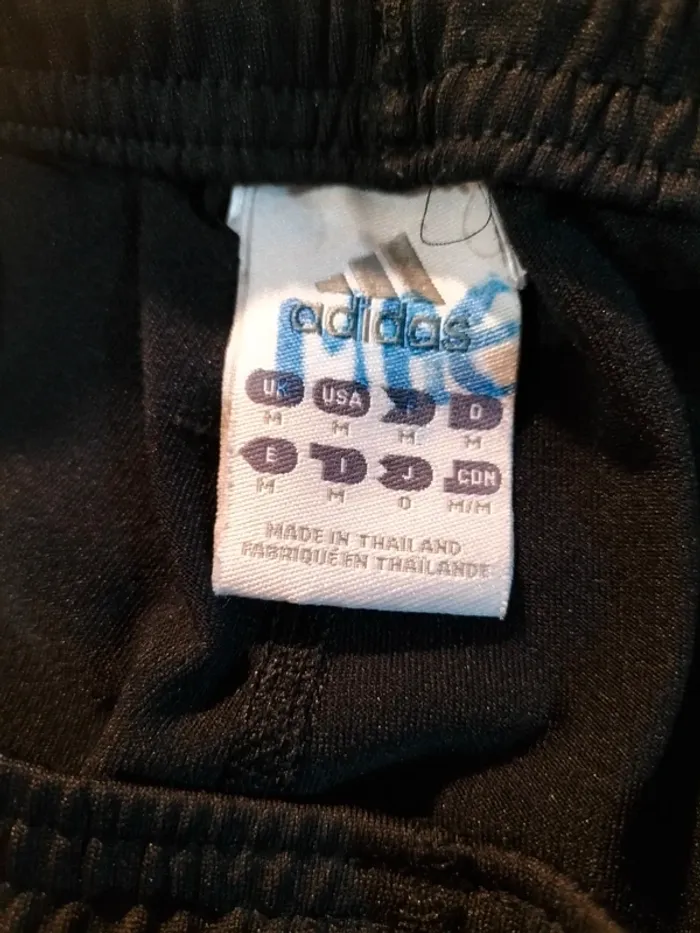 adidas
UK USA F D
M M M M
E I J CDN
M M O M/M
MADE IN THAILAND
FABRIQUÉ EN THAÏLANDE